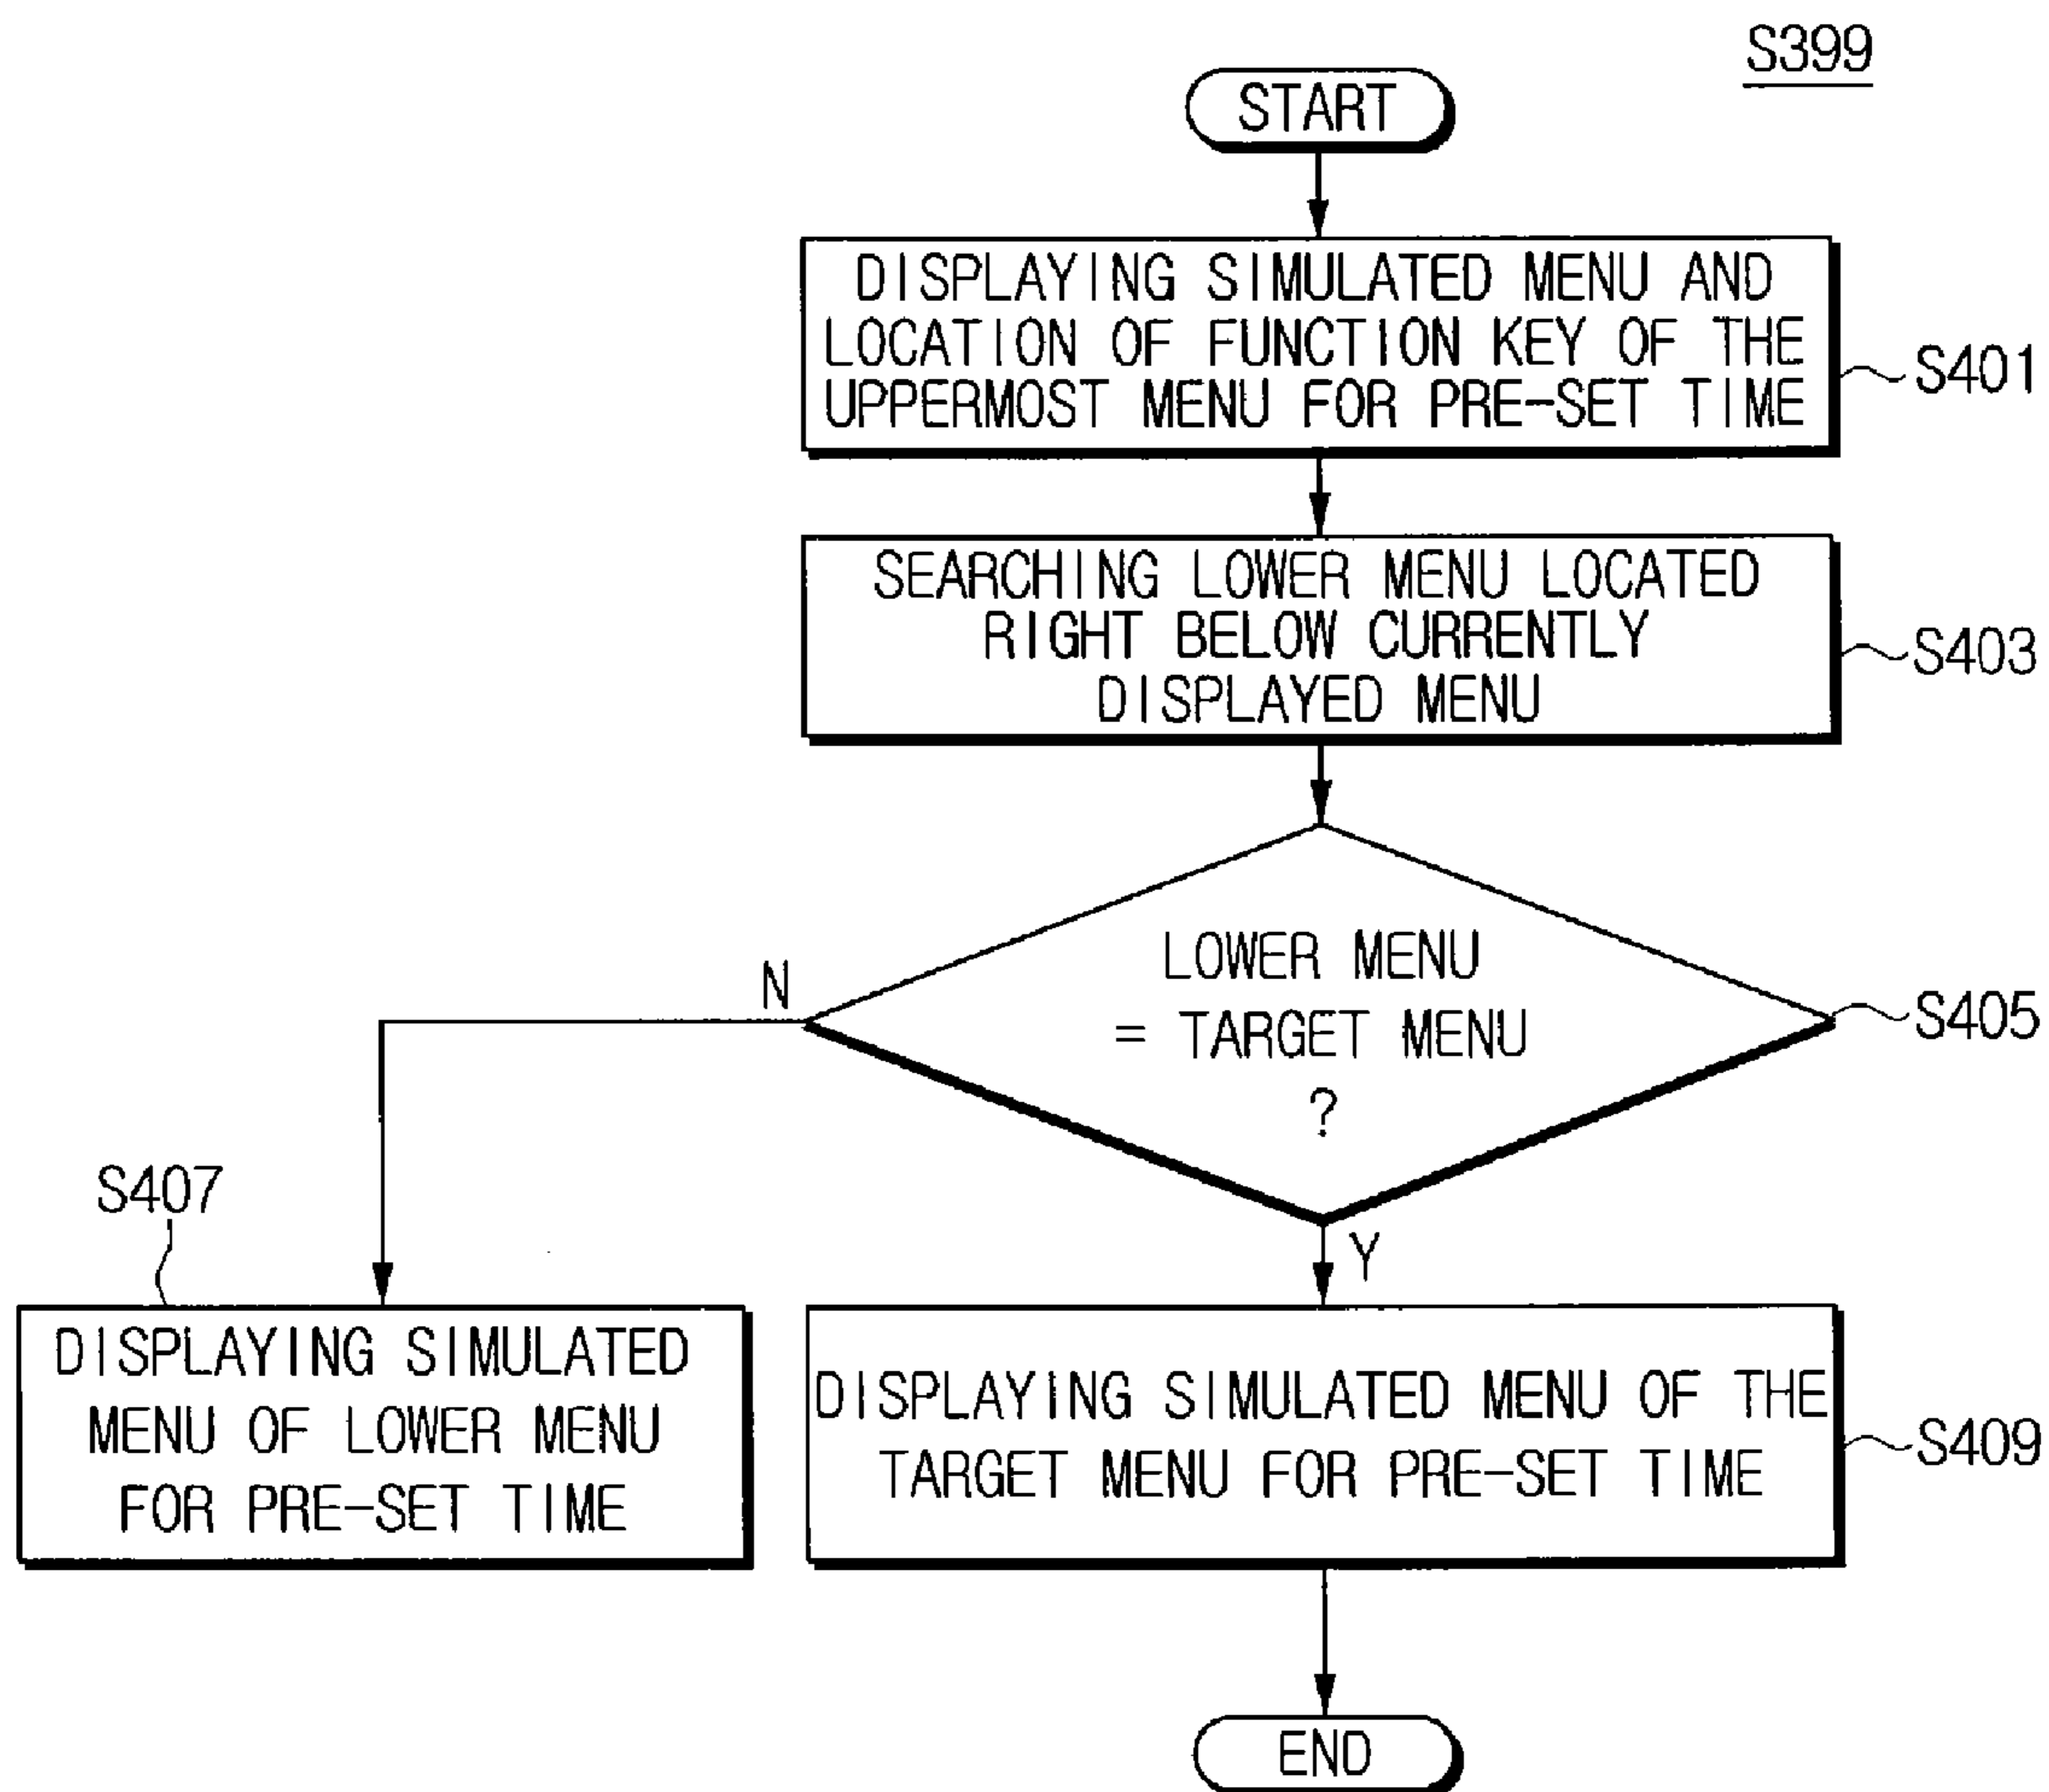 S399
START
DISPLAYING SIMULATED MENU AND
LOCATION OF FUNCTION KEY OF THE
UPPERMOST MENU FOR PRE-SET TIME
S401
SEARCHING LOWER MENU LOCATED
RIGHT BELOW CURRENTLY
DISPLAYED MENU
S403
LOWER MENU
= TARGET MENU
?
S405
N
Y
S407
DISPLAYING SIMULATED
MENU OF LOWER MENU
FOR PRE-SET TIME
DISPLAYING SIMULATED MENU OF THE
TARGET MENU FOR PRE-SET TIME
S409
END